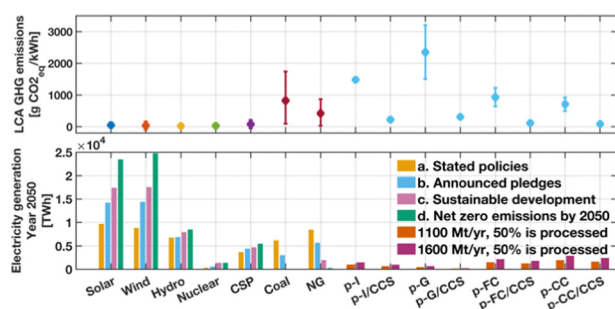 LCA GHG emissions
[g CO2eq/kWh]
3000
2000
1000
0
Electricity generation
Year 2050
[TWh]
×10⁴
2.5
2
1.5
1
0.5
0
a. Stated policies
b. Announced pledges
c. Sustainable development
d. Net zero emissions by 2050
1100 Mt/yr, 50% is processed
1600 Mt/yr, 50% is processed
Solar
Wind
Hydro
Nuclear
CSP
Coal
NG
p-I
p-I/CCS
p-G
p-G/CCS
p-FC
p-FC/CCS
p-CC
p-CC/CCS